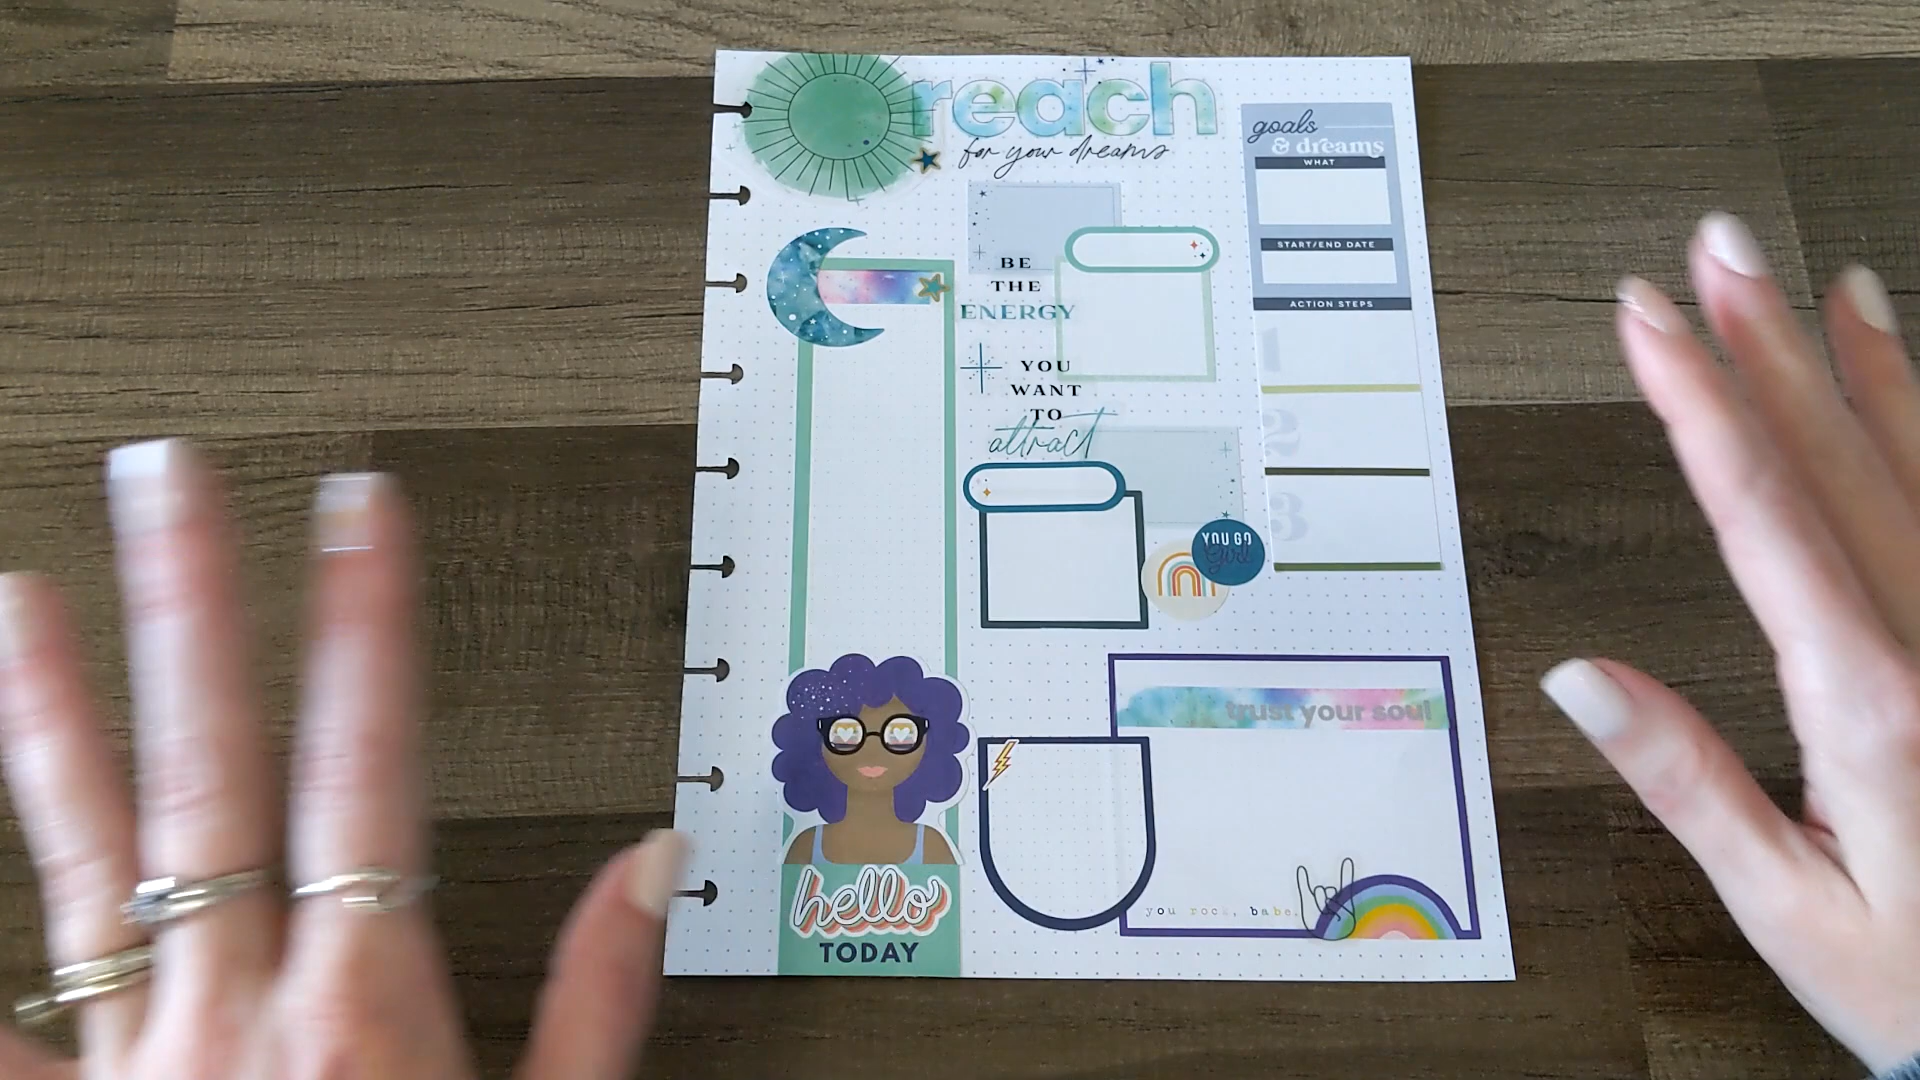 reach
for your dreams
goals
& dreams
WHAT
START/END DATE
ACTION STEPS
1
2
3
BE
THE
ENERGY
YOU
WANT
TO
attract
YOU GO
Girl
trust your soul
you rock, babe.
hello
TODAY